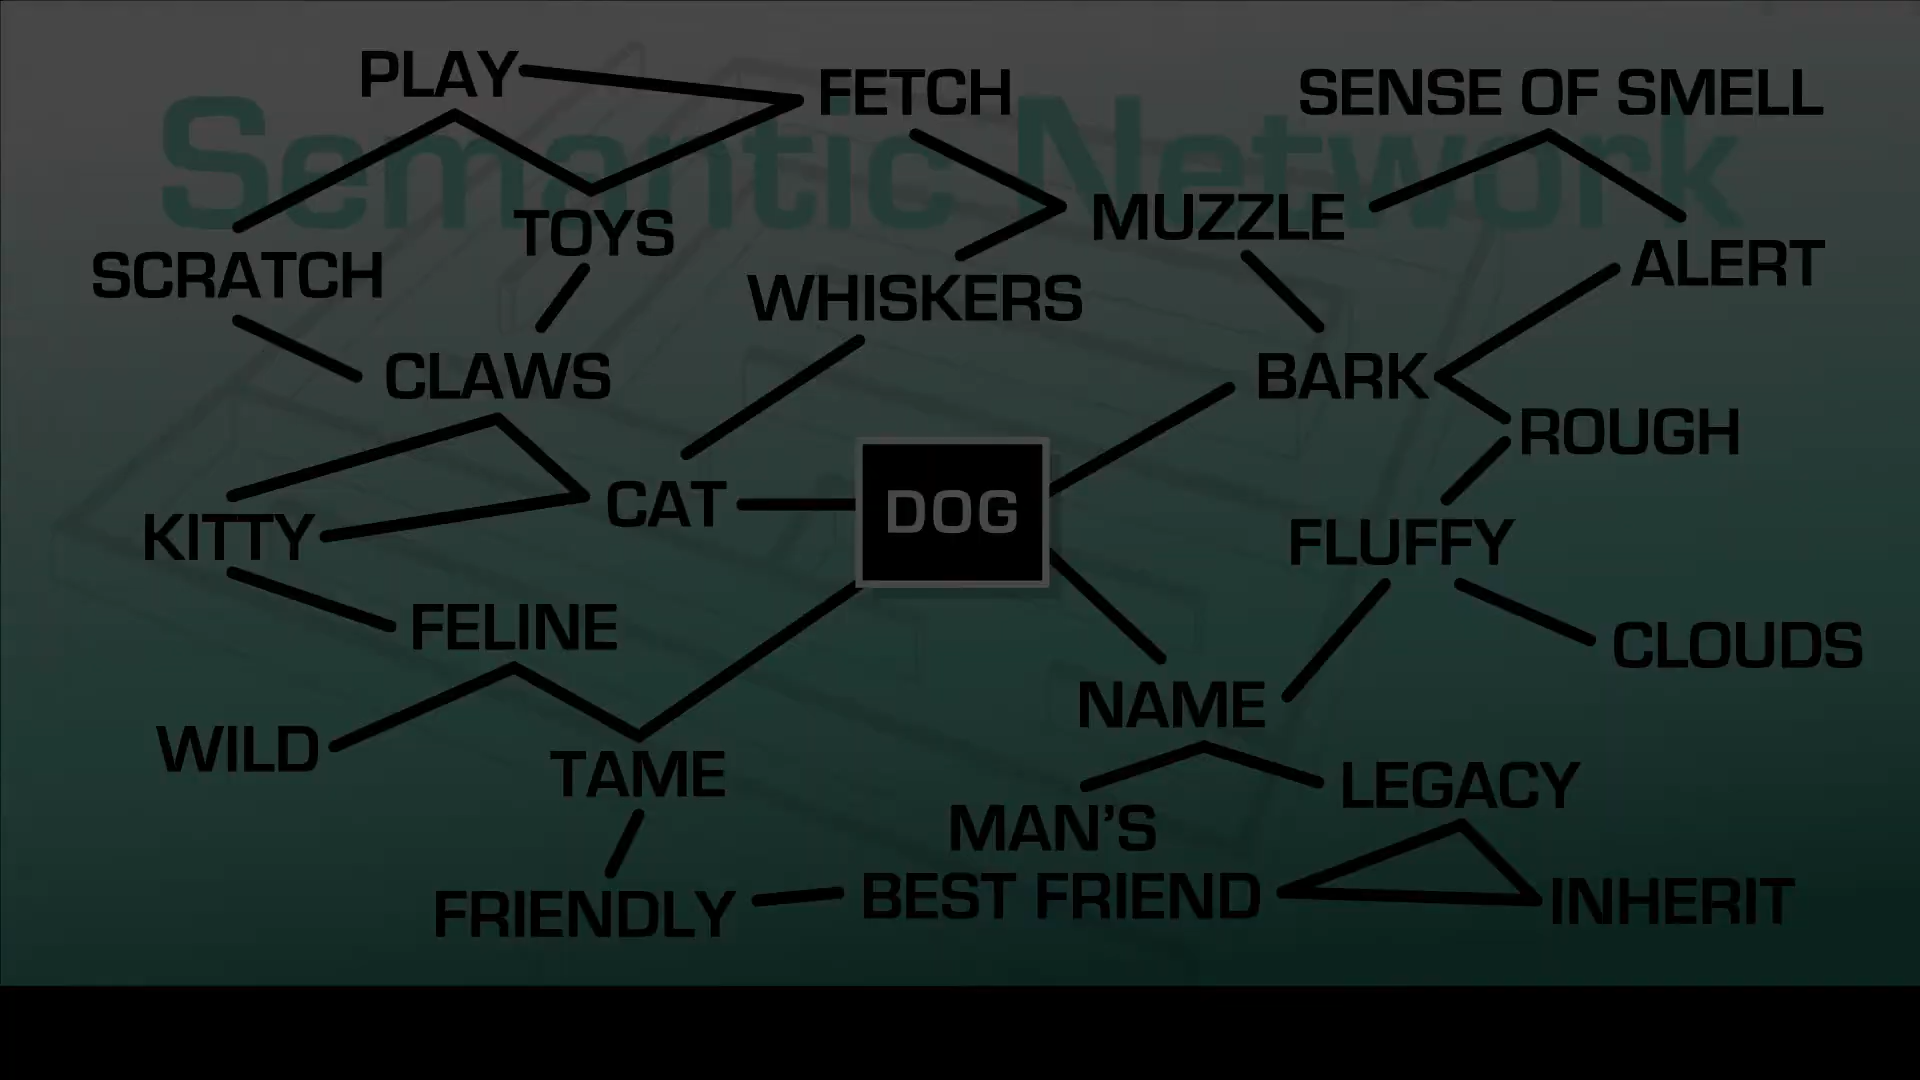 Semantic Network
PLAY
FETCH
SENSE OF SMELL
SCRATCH
TOYS
MUZZLE
ALERT
WHISKERS
CLAWS
BARK
ROUGH
KITTY
CAT
DOG
FLUFFY
FELINE
CLOUDS
WILD
TAME
NAME
LEGACY
MAN'S
BEST FRIEND
FRIENDLY
INHERIT